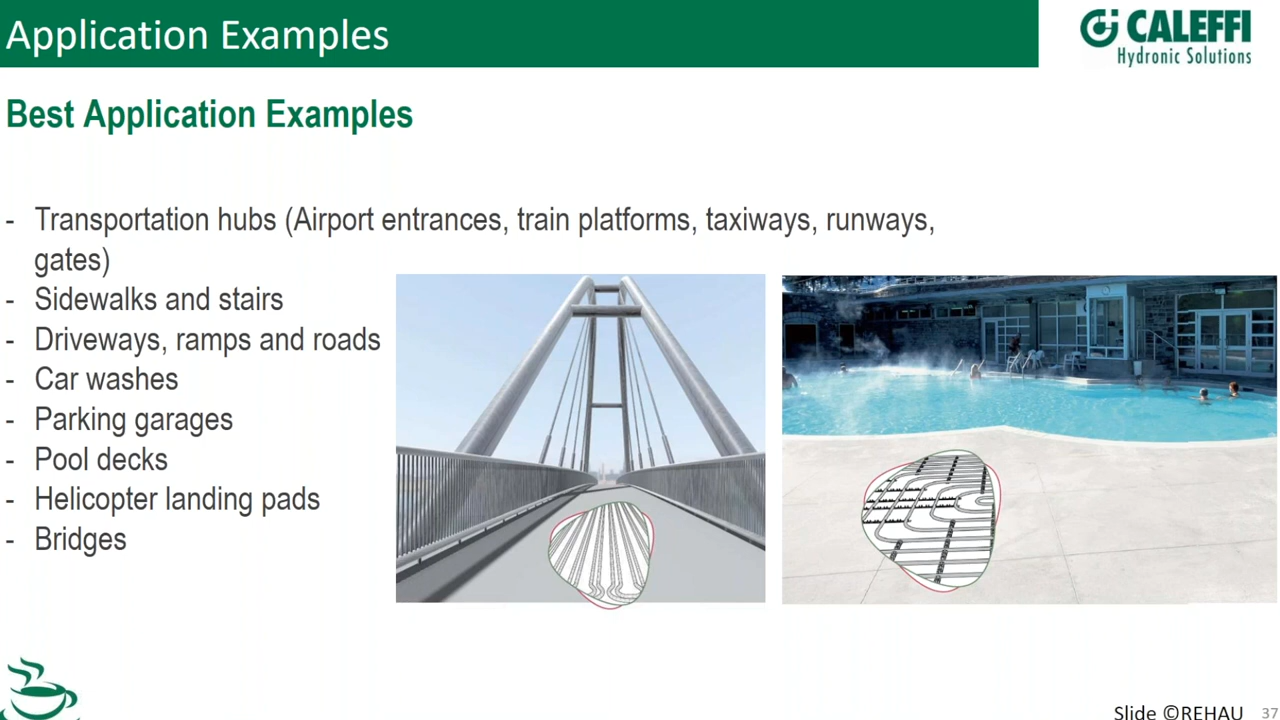 Application Examples
CALEFFI
Hydronic Solutions
Best Application Examples
- Transportation hubs (Airport entrances, train platforms, taxiways, runways,
gates)
- Sidewalks and stairs
- Driveways, ramps and roads
- Car washes
- Parking garages
- Pool decks
- Helicopter landing pads
- Bridges
Slide ©REHAU 37